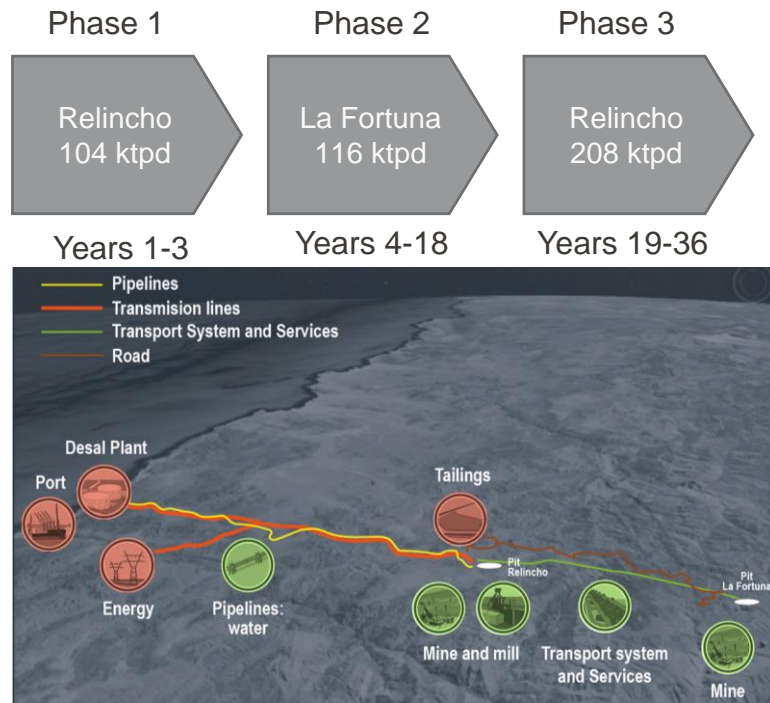 Phase 1
Phase 2
Phase 3
Relincho
104 ktpd
La Fortuna
116 ktpd
Relincho
208 ktpd
Years 1-3
Years 4-18
Years 19-36
Pipelines
Transmision lines
Transport System and Services
Road
Desal Plant
Port
Tailings
Energy
Pipelines:
water
Pit
Relincho
Pit
La Fortuna
Mine and mill
Transport system
and Services
Mine